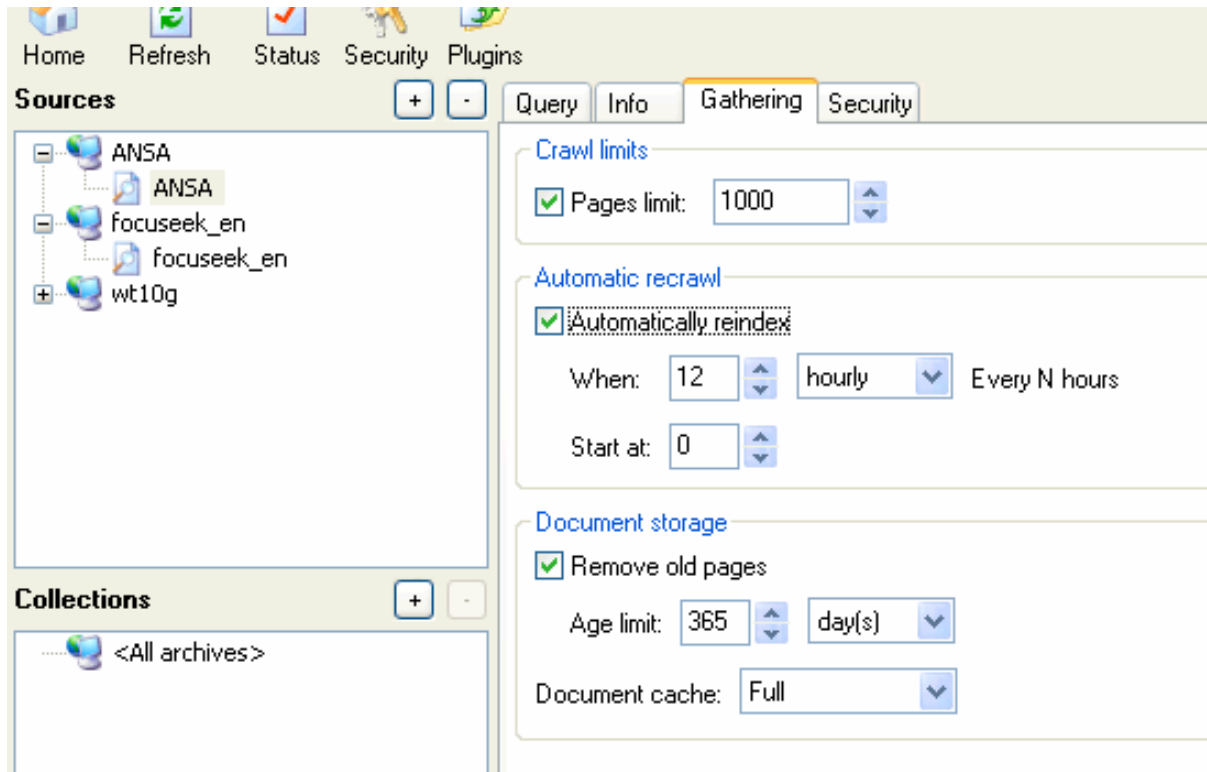 Home Refresh Status Security Plugins
Sources + -
ANSA
ANSA
focuseek_en
focuseek_en
wt10g
Collections + -
<All archives>
Query Info Gathering Security
Crawl limits
Pages limit: 1000
Automatic recrawl
Automatically reindex
When: 12 hourly Every N hours
Start at: 0
Document storage
Remove old pages
Age limit: 365 day(s)
Document cache: Full